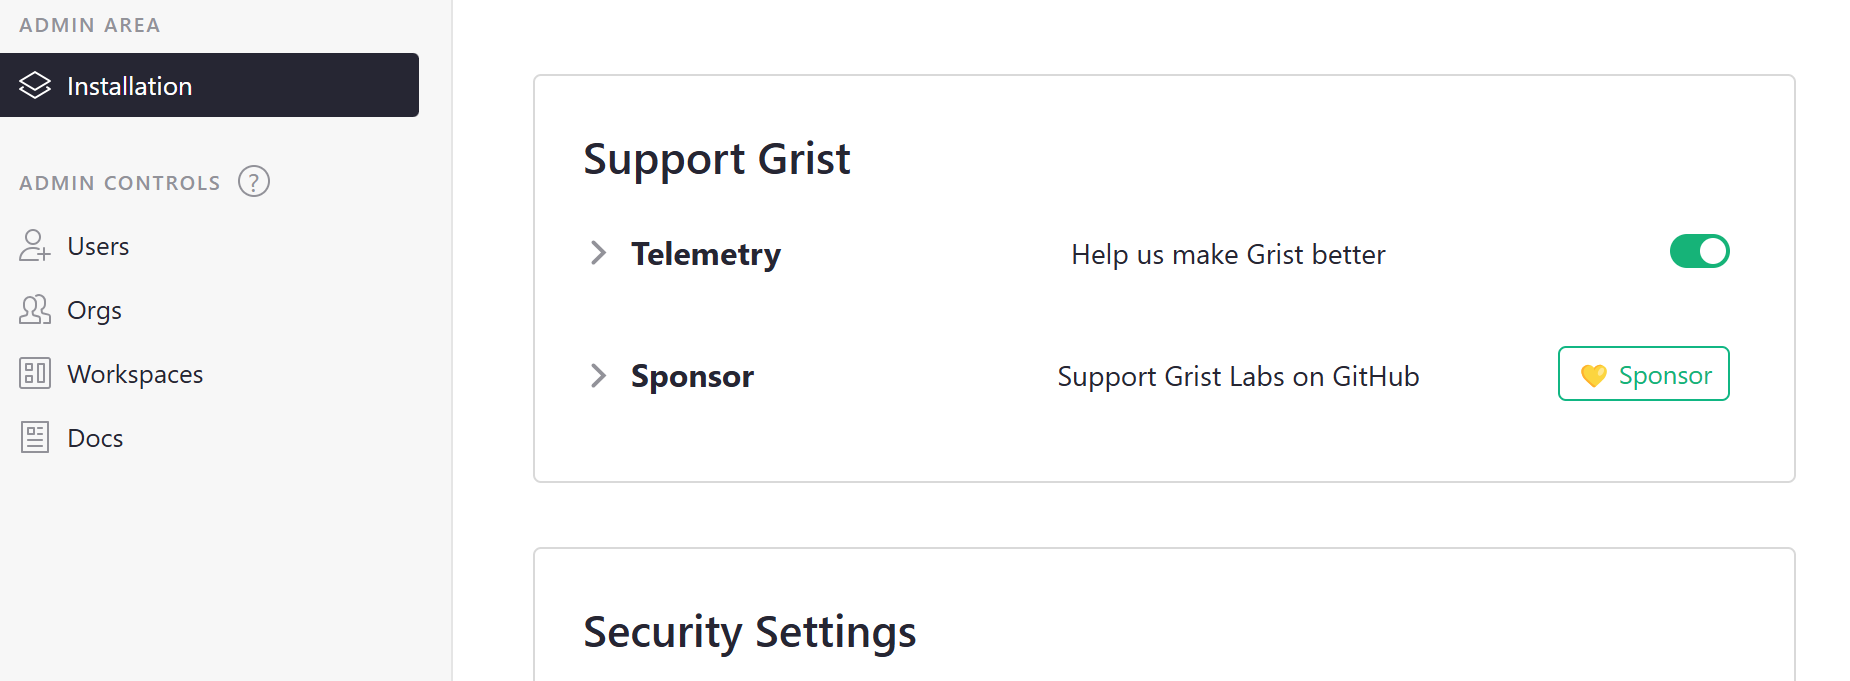 ADMIN AREA
Installation
ADMIN CONTROLS ?
Users
Orgs
Workspaces
Docs
Support Grist
Telemetry Help us make Grist better
Sponsor Support Grist Labs on GitHub Sponsor
Security Settings